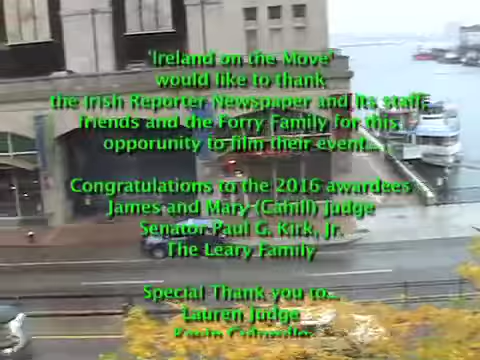 'Ireland on the Move'
would like to thank
the Irish Reporter Newspaper and its staff,
friends and the Forry Family for this
opporunity to film their event...
Congratulations to the 2016 awardees
James and Mary (Cahill) Judge
Senator Paul G. Kirk, Jr.
The Leary Family
Special Thank you to...
Lauren Judge
Kevin